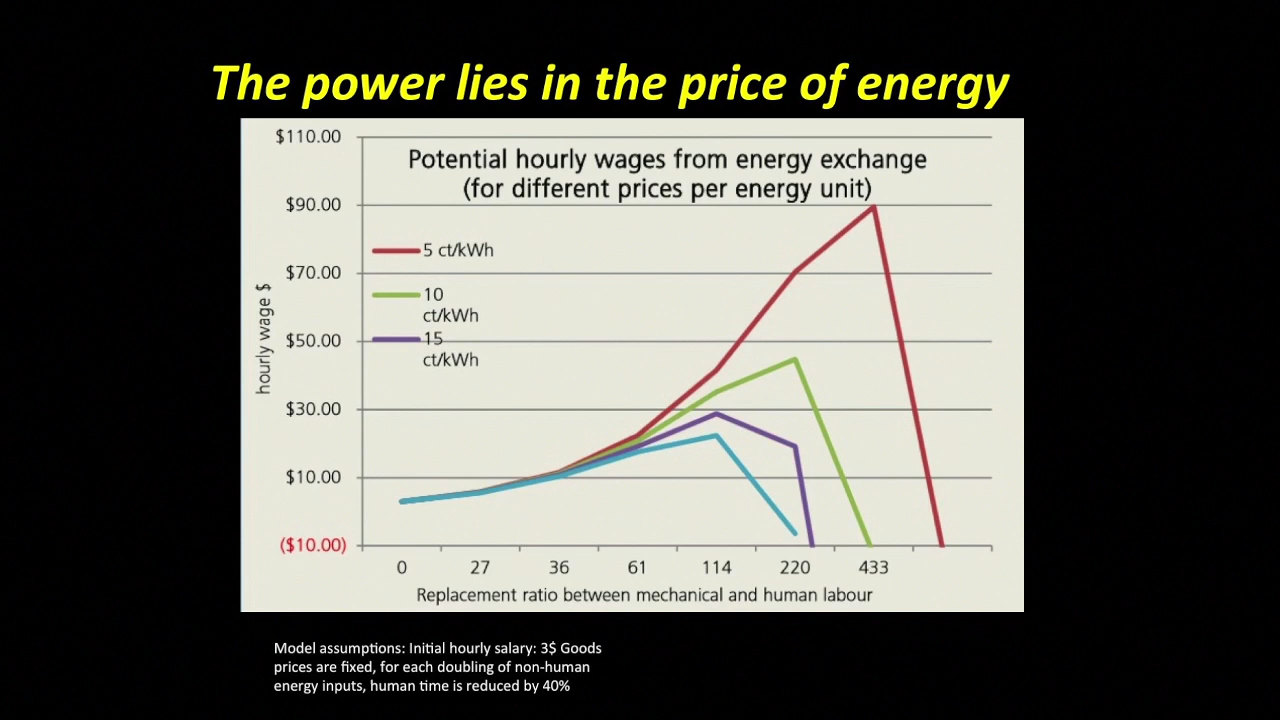 The power lies in the price of energy
Potential hourly wages from energy exchange
(for different prices per energy unit)
$110.00
$90.00
$70.00
$50.00
$30.00
$10.00
($10.00)
hourly wage $
5 ct/kWh
10
ct/kWh
15
ct/kWh
0 27 36 61 114 220 433
Replacement ratio between mechanical and human labour
Model assumptions: Initial hourly salary: 3$ Goods
prices are fixed, for each doubling of non-human
energy inputs, human time is reduced by 40%